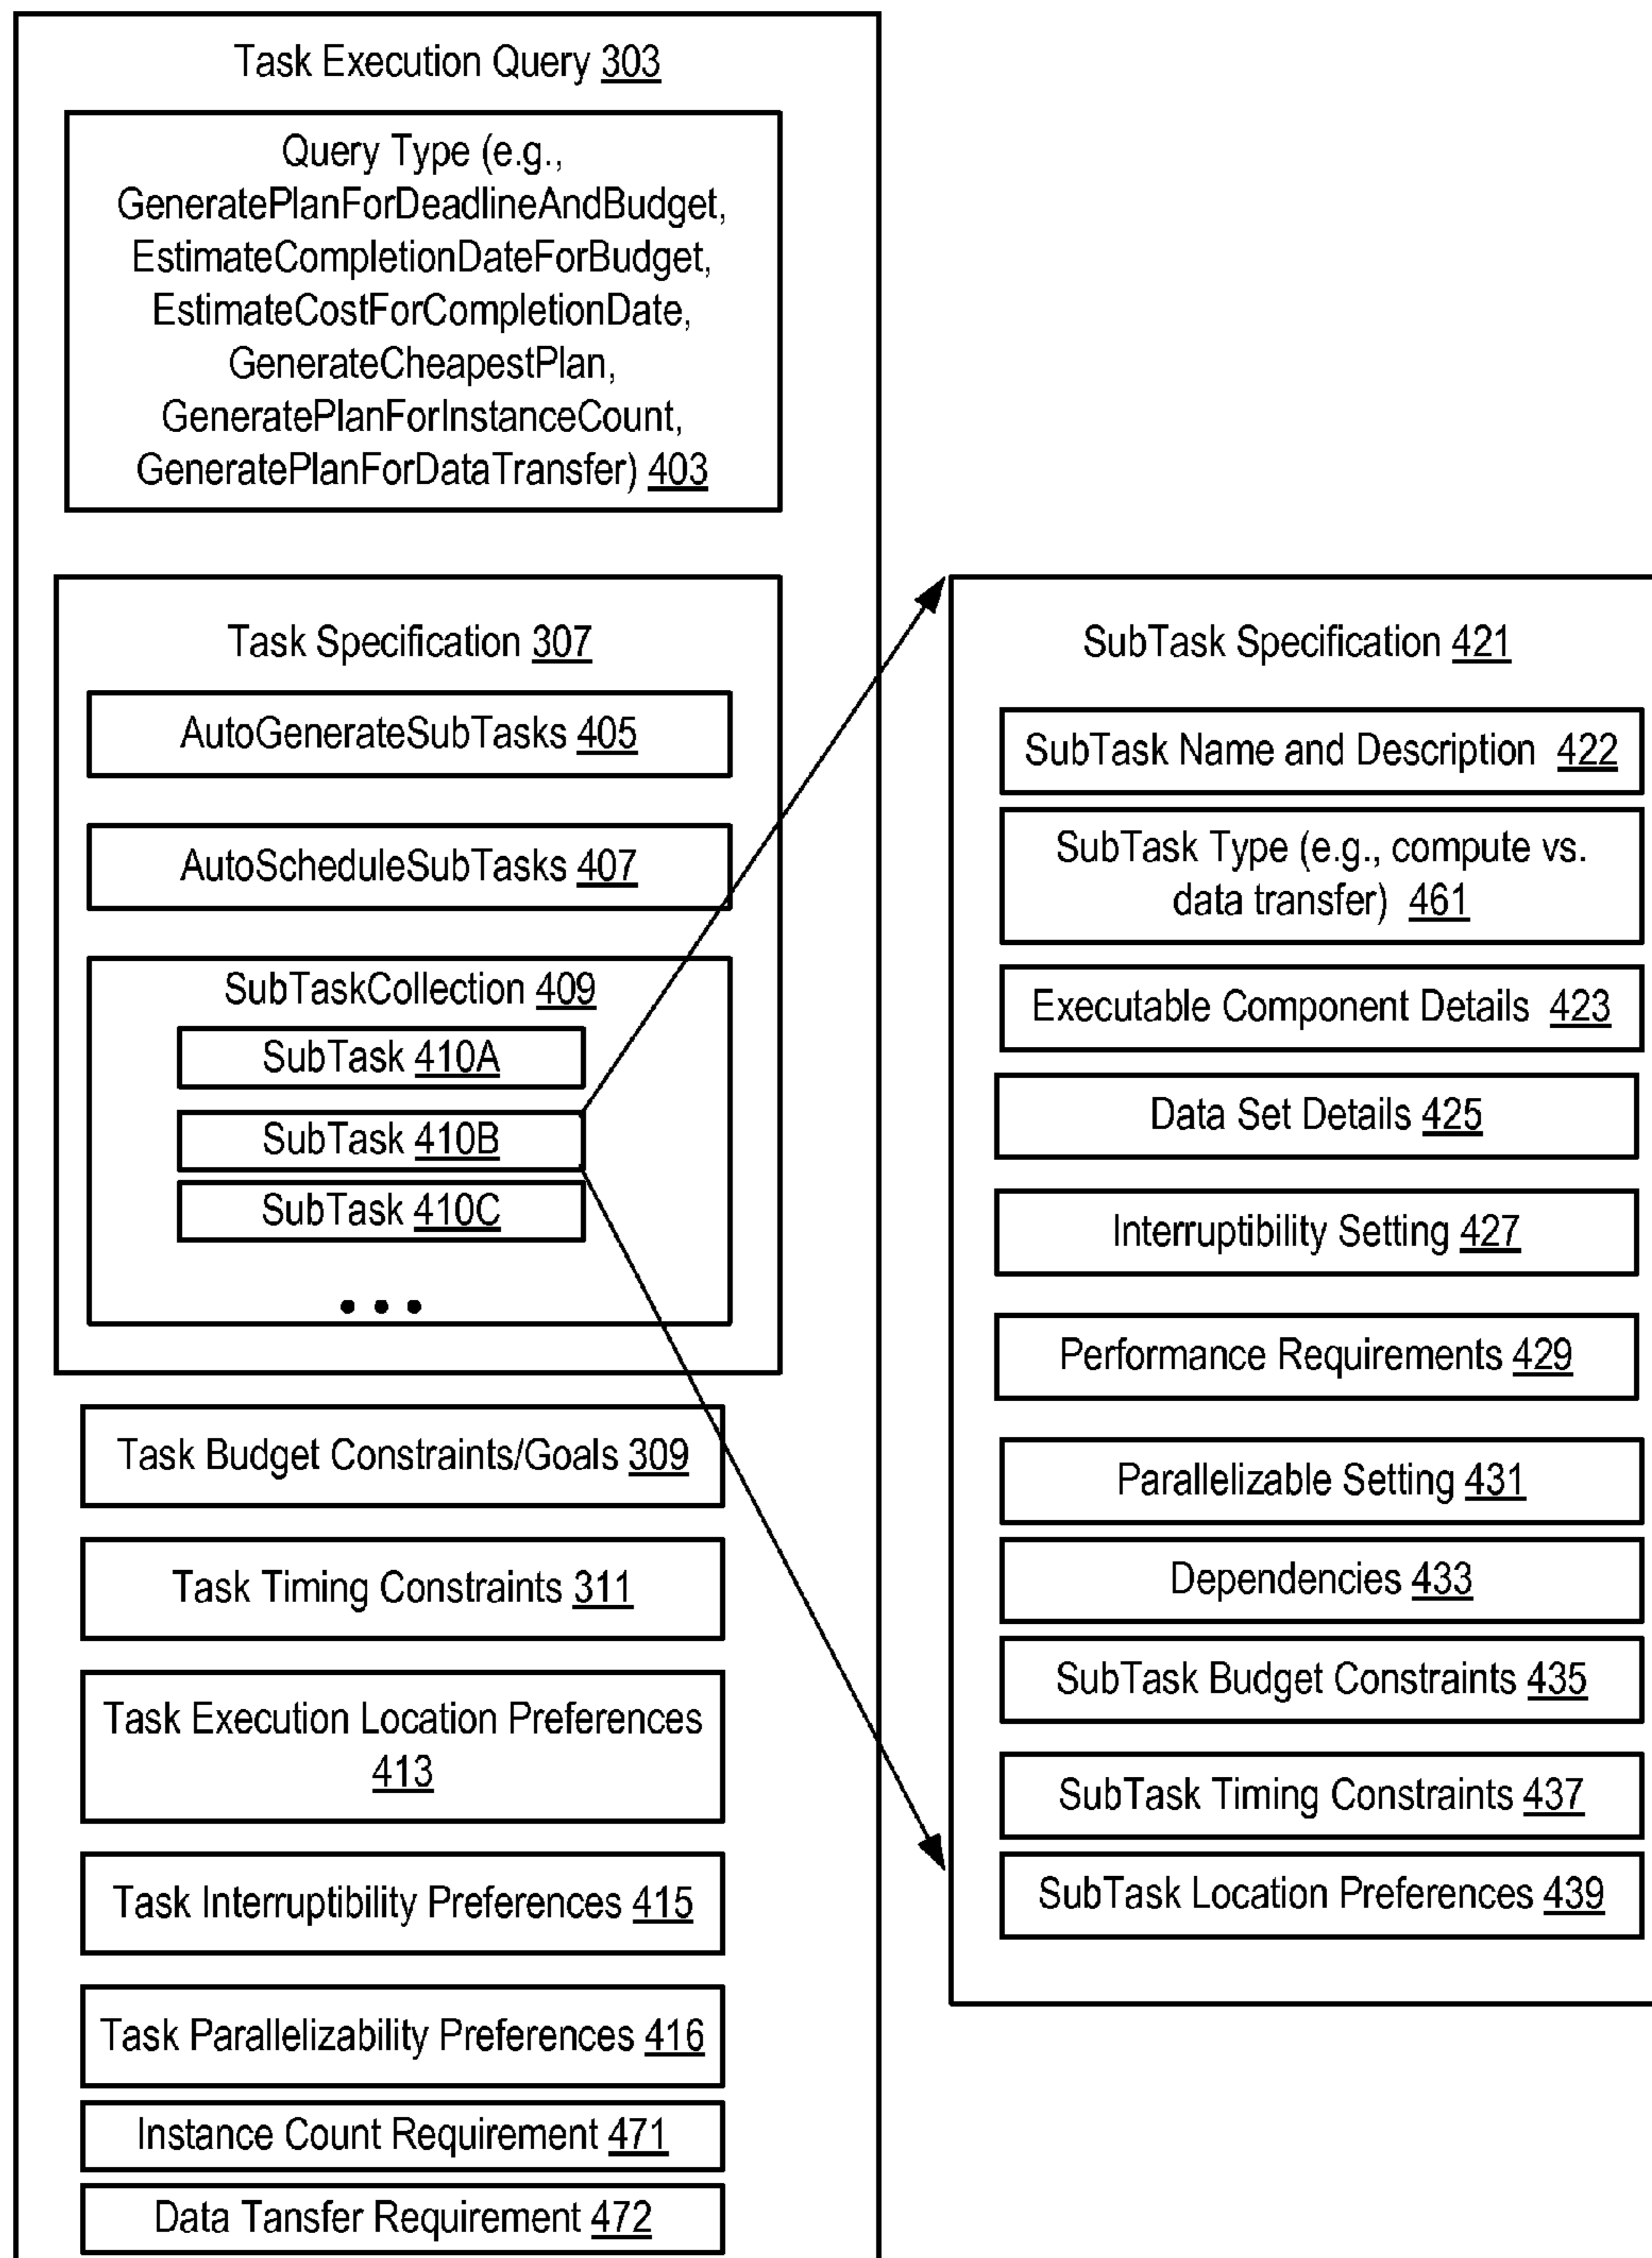 Task Execution Query 303
Query Type (e.g.,
GeneratePlanForDeadlineAndBudget,
EstimateCompletionDateForBudget,
EstimateCostForCompletionDate,
GenerateCheapestPlan,
GeneratePlanForInstanceCount,
GeneratePlanForDataTransfer) 403
Task Specification 307
AutoGenerateSubTasks 405
AutoScheduleSubTasks 407
SubTaskCollection 409
SubTask 410A
SubTask 410B
SubTask 410C
...
Task Budget Constraints/Goals 309
Task Timing Constraints 311
Task Execution Location Preferences
413
Task Interruptibility Preferences 415
Task Parallelizability Preferences 416
Instance Count Requirement 471
Data Tansfer Requirement 472
SubTask Specification 421
SubTask Name and Description 422
SubTask Type (e.g., compute vs.
data transfer) 461
Executable Component Details 423
Data Set Details 425
Interruptibility Setting 427
Performance Requirements 429
Parallelizable Setting 431
Dependencies 433
SubTask Budget Constraints 435
SubTask Timing Constraints 437
SubTask Location Preferences 439